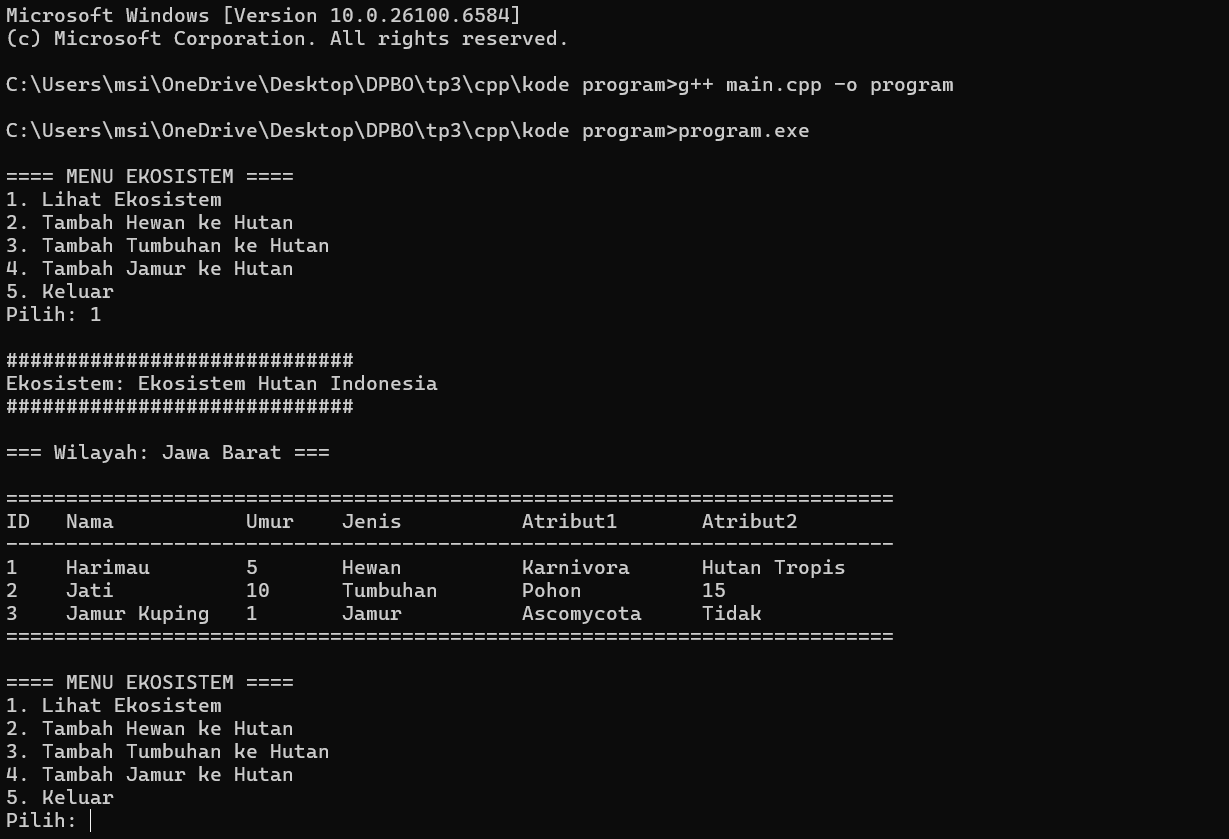 Microsoft Windows [Version 10.0.26100.6584]
(c) Microsoft Corporation. All rights reserved.
C:\Users\msi\OneDrive\Desktop\DPBO\tp3\cpp\kode program>g++ main.cpp -o program
C:\Users\msi\OneDrive\Desktop\DPBO\tp3\cpp\kode program>program.exe
==== MENU EKOSISTEM ====
1. Lihat Ekosistem
2. Tambah Hewan ke Hutan
3. Tambah Tumbuhan ke Hutan
4. Tambah Jamur ke Hutan
5. Keluar
Pilih: 1
#############################
Ekosistem: Ekosistem Hutan Indonesia
#############################
=== Wilayah: Jawa Barat ===
==========================================================================
ID   Nama           Umur    Jenis          Atribut1       Atribut2
--------------------------------------------------------------------------
1    Harimau        5       Hewan          Karnivora      Hutan Tropis
2    Jati           10      Tumbuhan       Pohon          15
3    Jamur Kuping   1       Jamur          Ascomycota     Tidak
==========================================================================
==== MENU EKOSISTEM ====
1. Lihat Ekosistem
2. Tambah Hewan ke Hutan
3. Tambah Tumbuhan ke Hutan
4. Tambah Jamur ke Hutan
5. Keluar
Pilih: